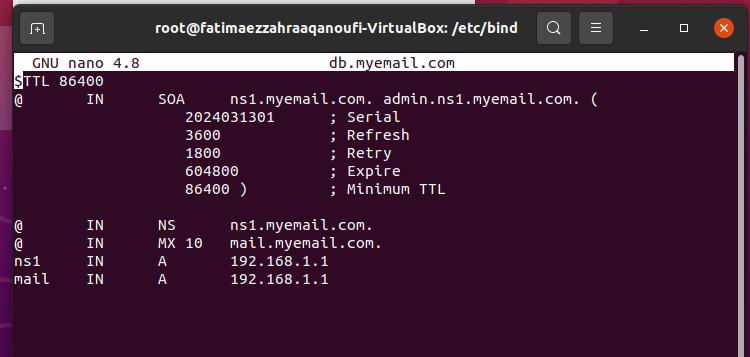 root@fatimaezzahraaqanoufi-VirtualBox: /etc/bind
GNU nano 4.8 db.myemail.com
$TTL 86400
@ IN SOA ns1.myemail.com. admin.ns1.myemail.com. (
2024031301 ; Serial
3600 ; Refresh
1800 ; Retry
604800 ; Expire
86400 ) ; Minimum TTL
@ IN NS ns1.myemail.com.
@ IN MX 10 mail.myemail.com.
ns1 IN A 192.168.1.1
mail IN A 192.168.1.1